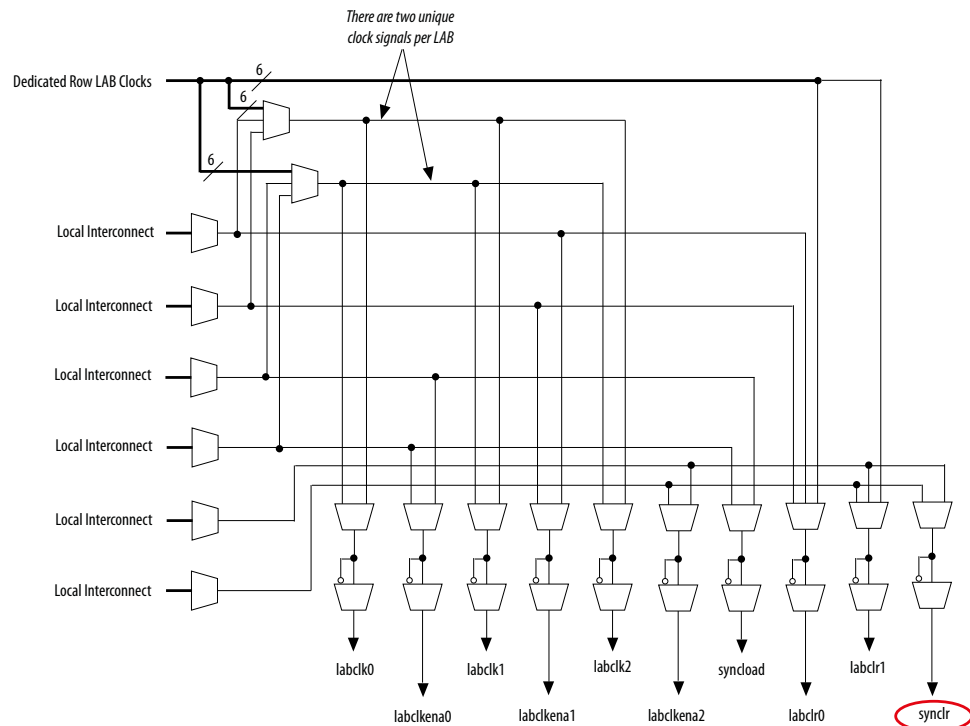 There are two unique
clock signals per LAB
Dedicated Row LAB Clocks
6
6
6
Local Interconnect
Local Interconnect
Local Interconnect
Local Interconnect
Local Interconnect
Local Interconnect
labclk0
labclk1
labclk2
syncload
labclr1
labclkena0
labclkena1
labclkena2
labclr0
synclr